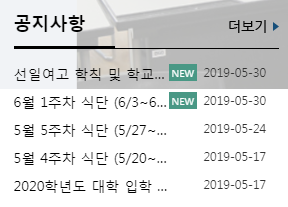 공지사항 더보기
선일여고 학칙 및 학교... NEW 2019-05-30
6월 1주차 식단 (6/3~6... NEW 2019-05-30
5월 5주차 식단 (5/27~... 2019-05-24
5월 4주차 식단 (5/20~... 2019-05-17
2020학년도 대학 입학 ... 2019-05-17